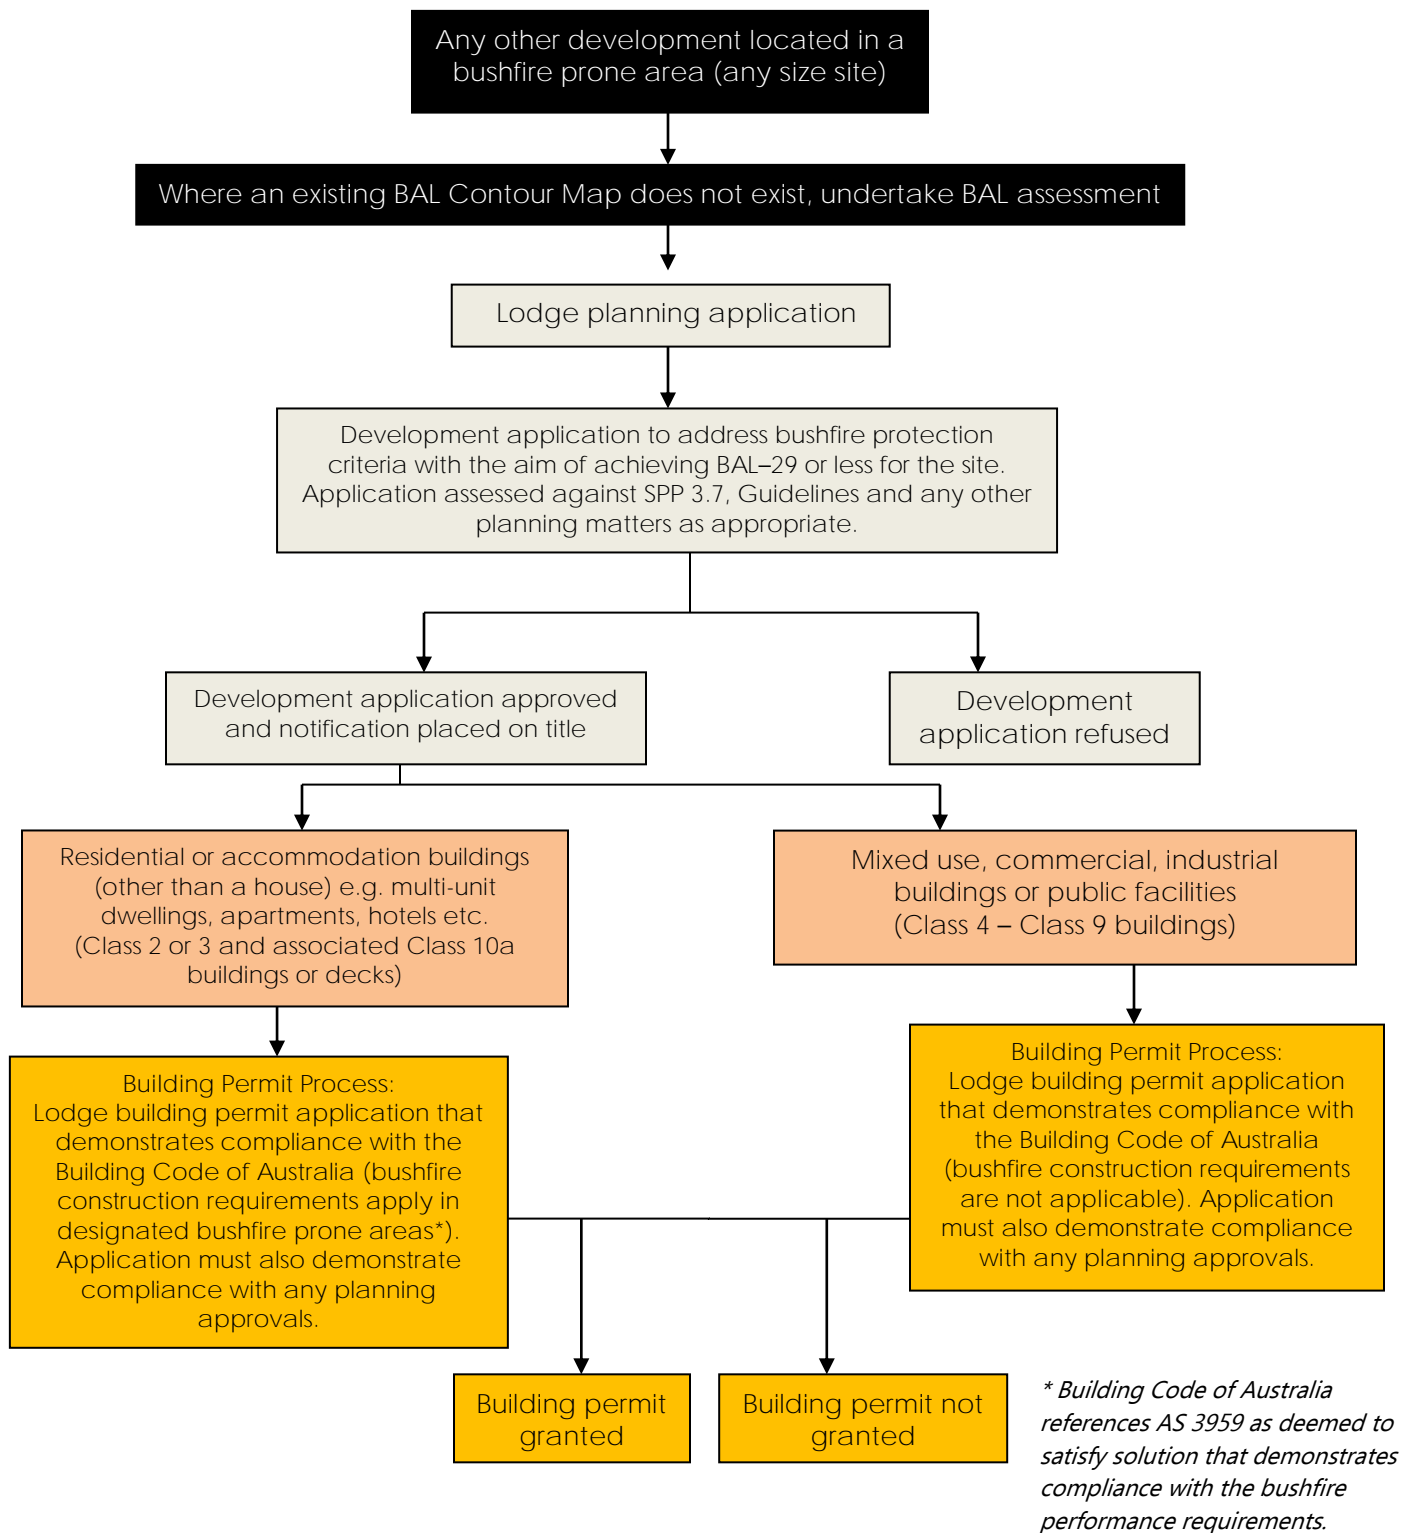 Any other development located in a
bushfire prone area (any size site)
Where an existing BAL Contour Map does not exist, undertake BAL assessment
Lodge planning application
Development application to address bushfire protection
criteria with the aim of achieving BAL–29 or less for the site.
Application assessed against SPP 3.7, Guidelines and any other
planning matters as appropriate.
Development application approved
and notification placed on title
Development
application refused
Residential or accommodation buildings
(other than a house) e.g. multi-unit
dwellings, apartments, hotels etc.
(Class 2 or 3 and associated Class 10a
buildings or decks)
Mixed use, commercial, industrial
buildings or public facilities
(Class 4 – Class 9 buildings)
Building Permit Process:
Lodge building permit application that
demonstrates compliance with the
Building Code of Australia (bushfire
construction requirements apply in
designated bushfire prone areas*).
Application must also demonstrate
compliance with any planning
approvals.
Building Permit Process:
Lodge building permit application
that demonstrates compliance with
the Building Code of Australia
(bushfire construction requirements
are not applicable). Application
must also demonstrate compliance
with any planning approvals.
Building permit
granted
Building permit not
granted
* Building Code of Australia
references AS 3959 as deemed to
satisfy solution that demonstrates
compliance with the bushfire
performance requirements.